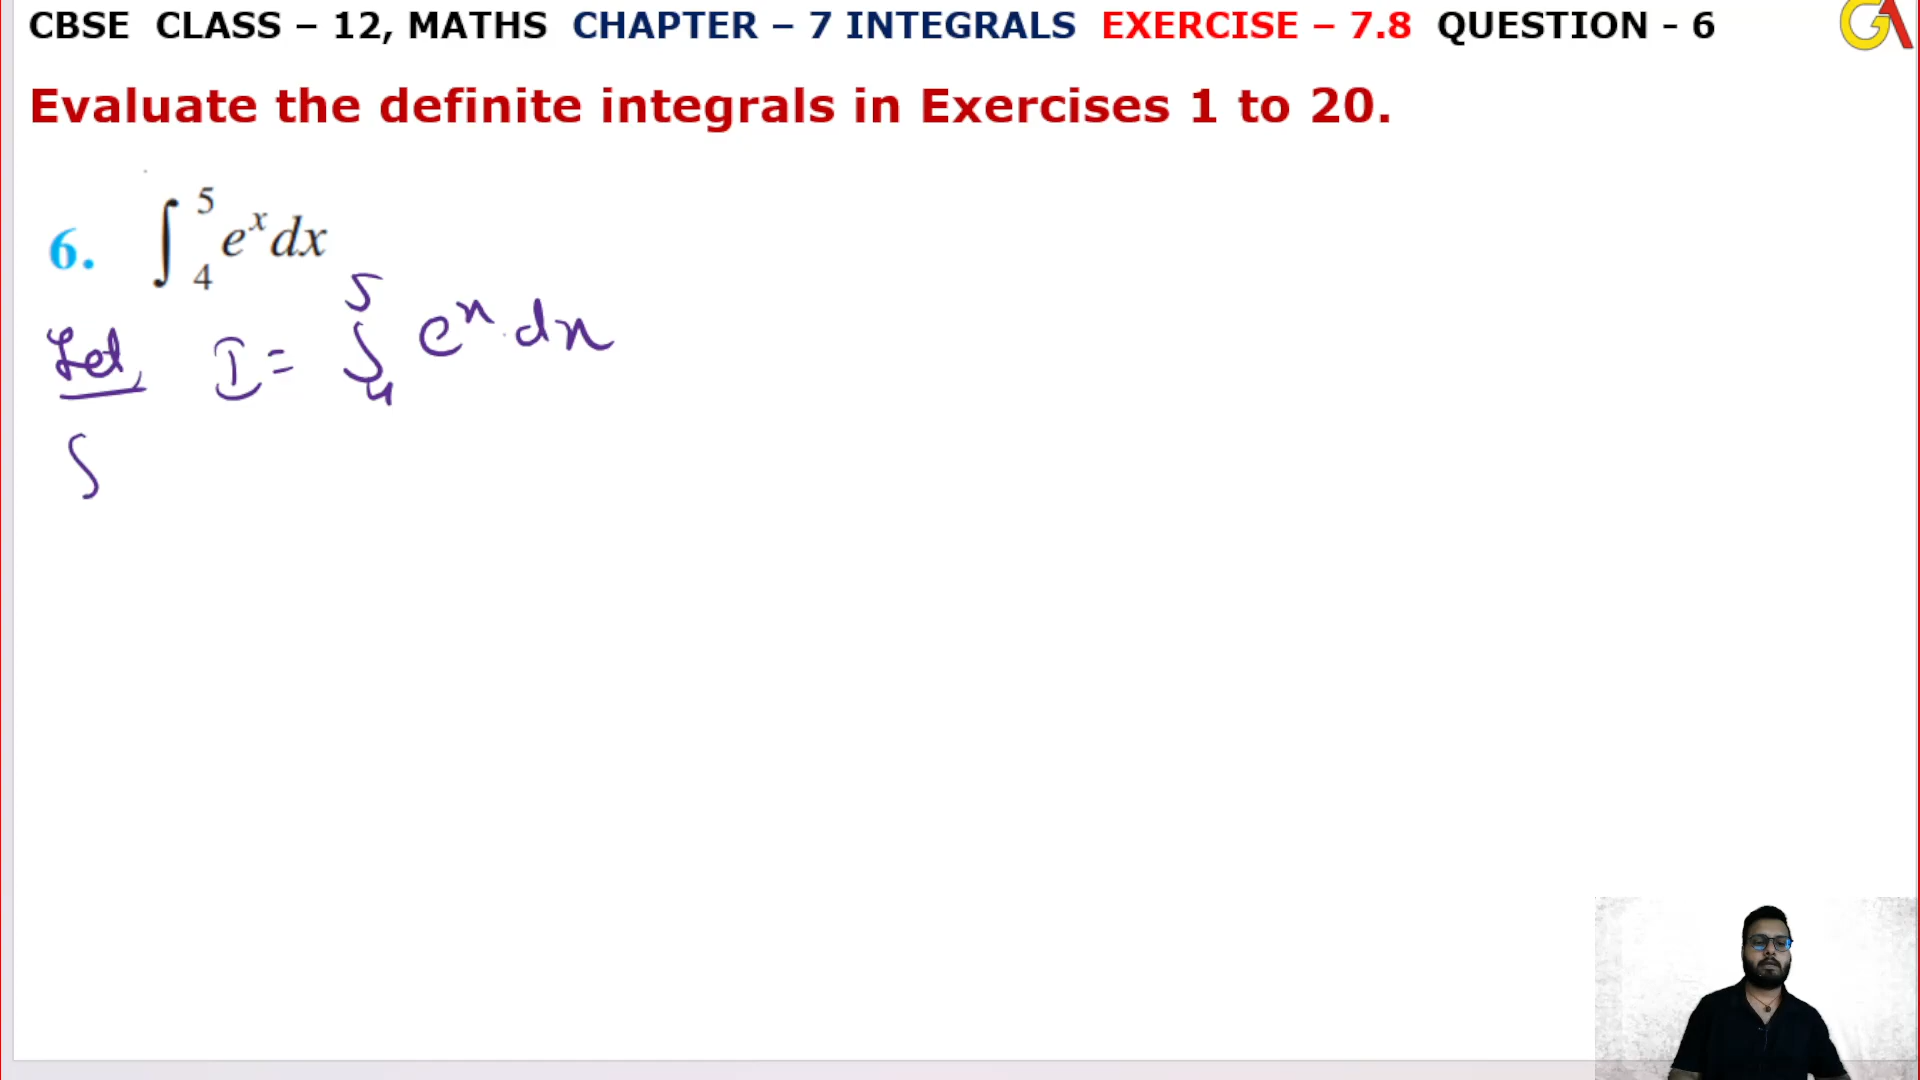 CBSE CLASS – 12, MATHS CHAPTER – 7 INTEGRALS EXERCISE – 7.8 QUESTION - 6
GA
Evaluate the definite integrals in Exercises 1 to 20.
6. ∫₄⁵ eˣ dx
Let, I = ∫₄⁵ eˣ. dx
∫